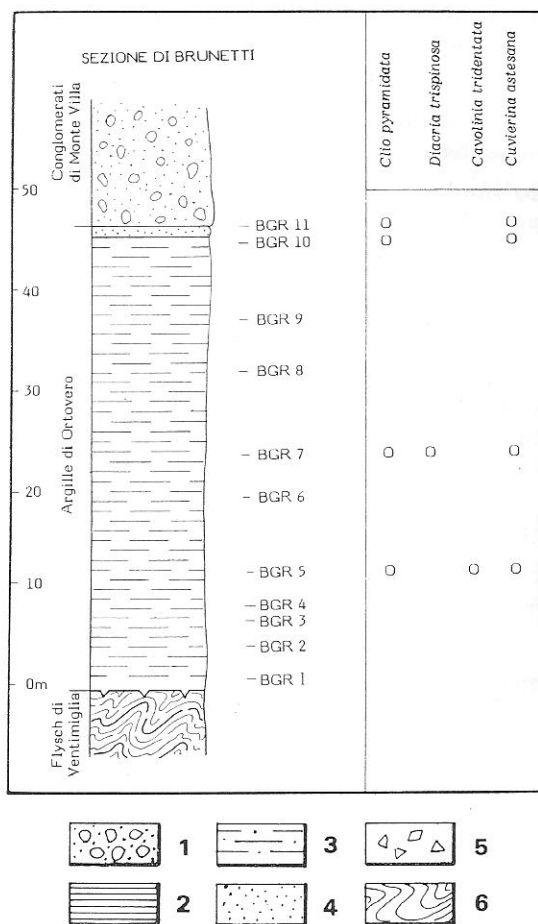 SEZIONE DI BRUNETTI
Conglomerati
di Monte Villa
Argille di Ortovero
Flysch di
Ventimiglia
50
40
30
20
10
0m
BGR 11
BGR 10
BGR 9
BGR 8
BGR 7
BGR 6
BGR 5
BGR 4
BGR 3
BGR 2
BGR 1
Clio pyramidata
Diacria trispinosa
Cavolinia tridentata
Cuvierina astesana
1
3
5
2
4
6